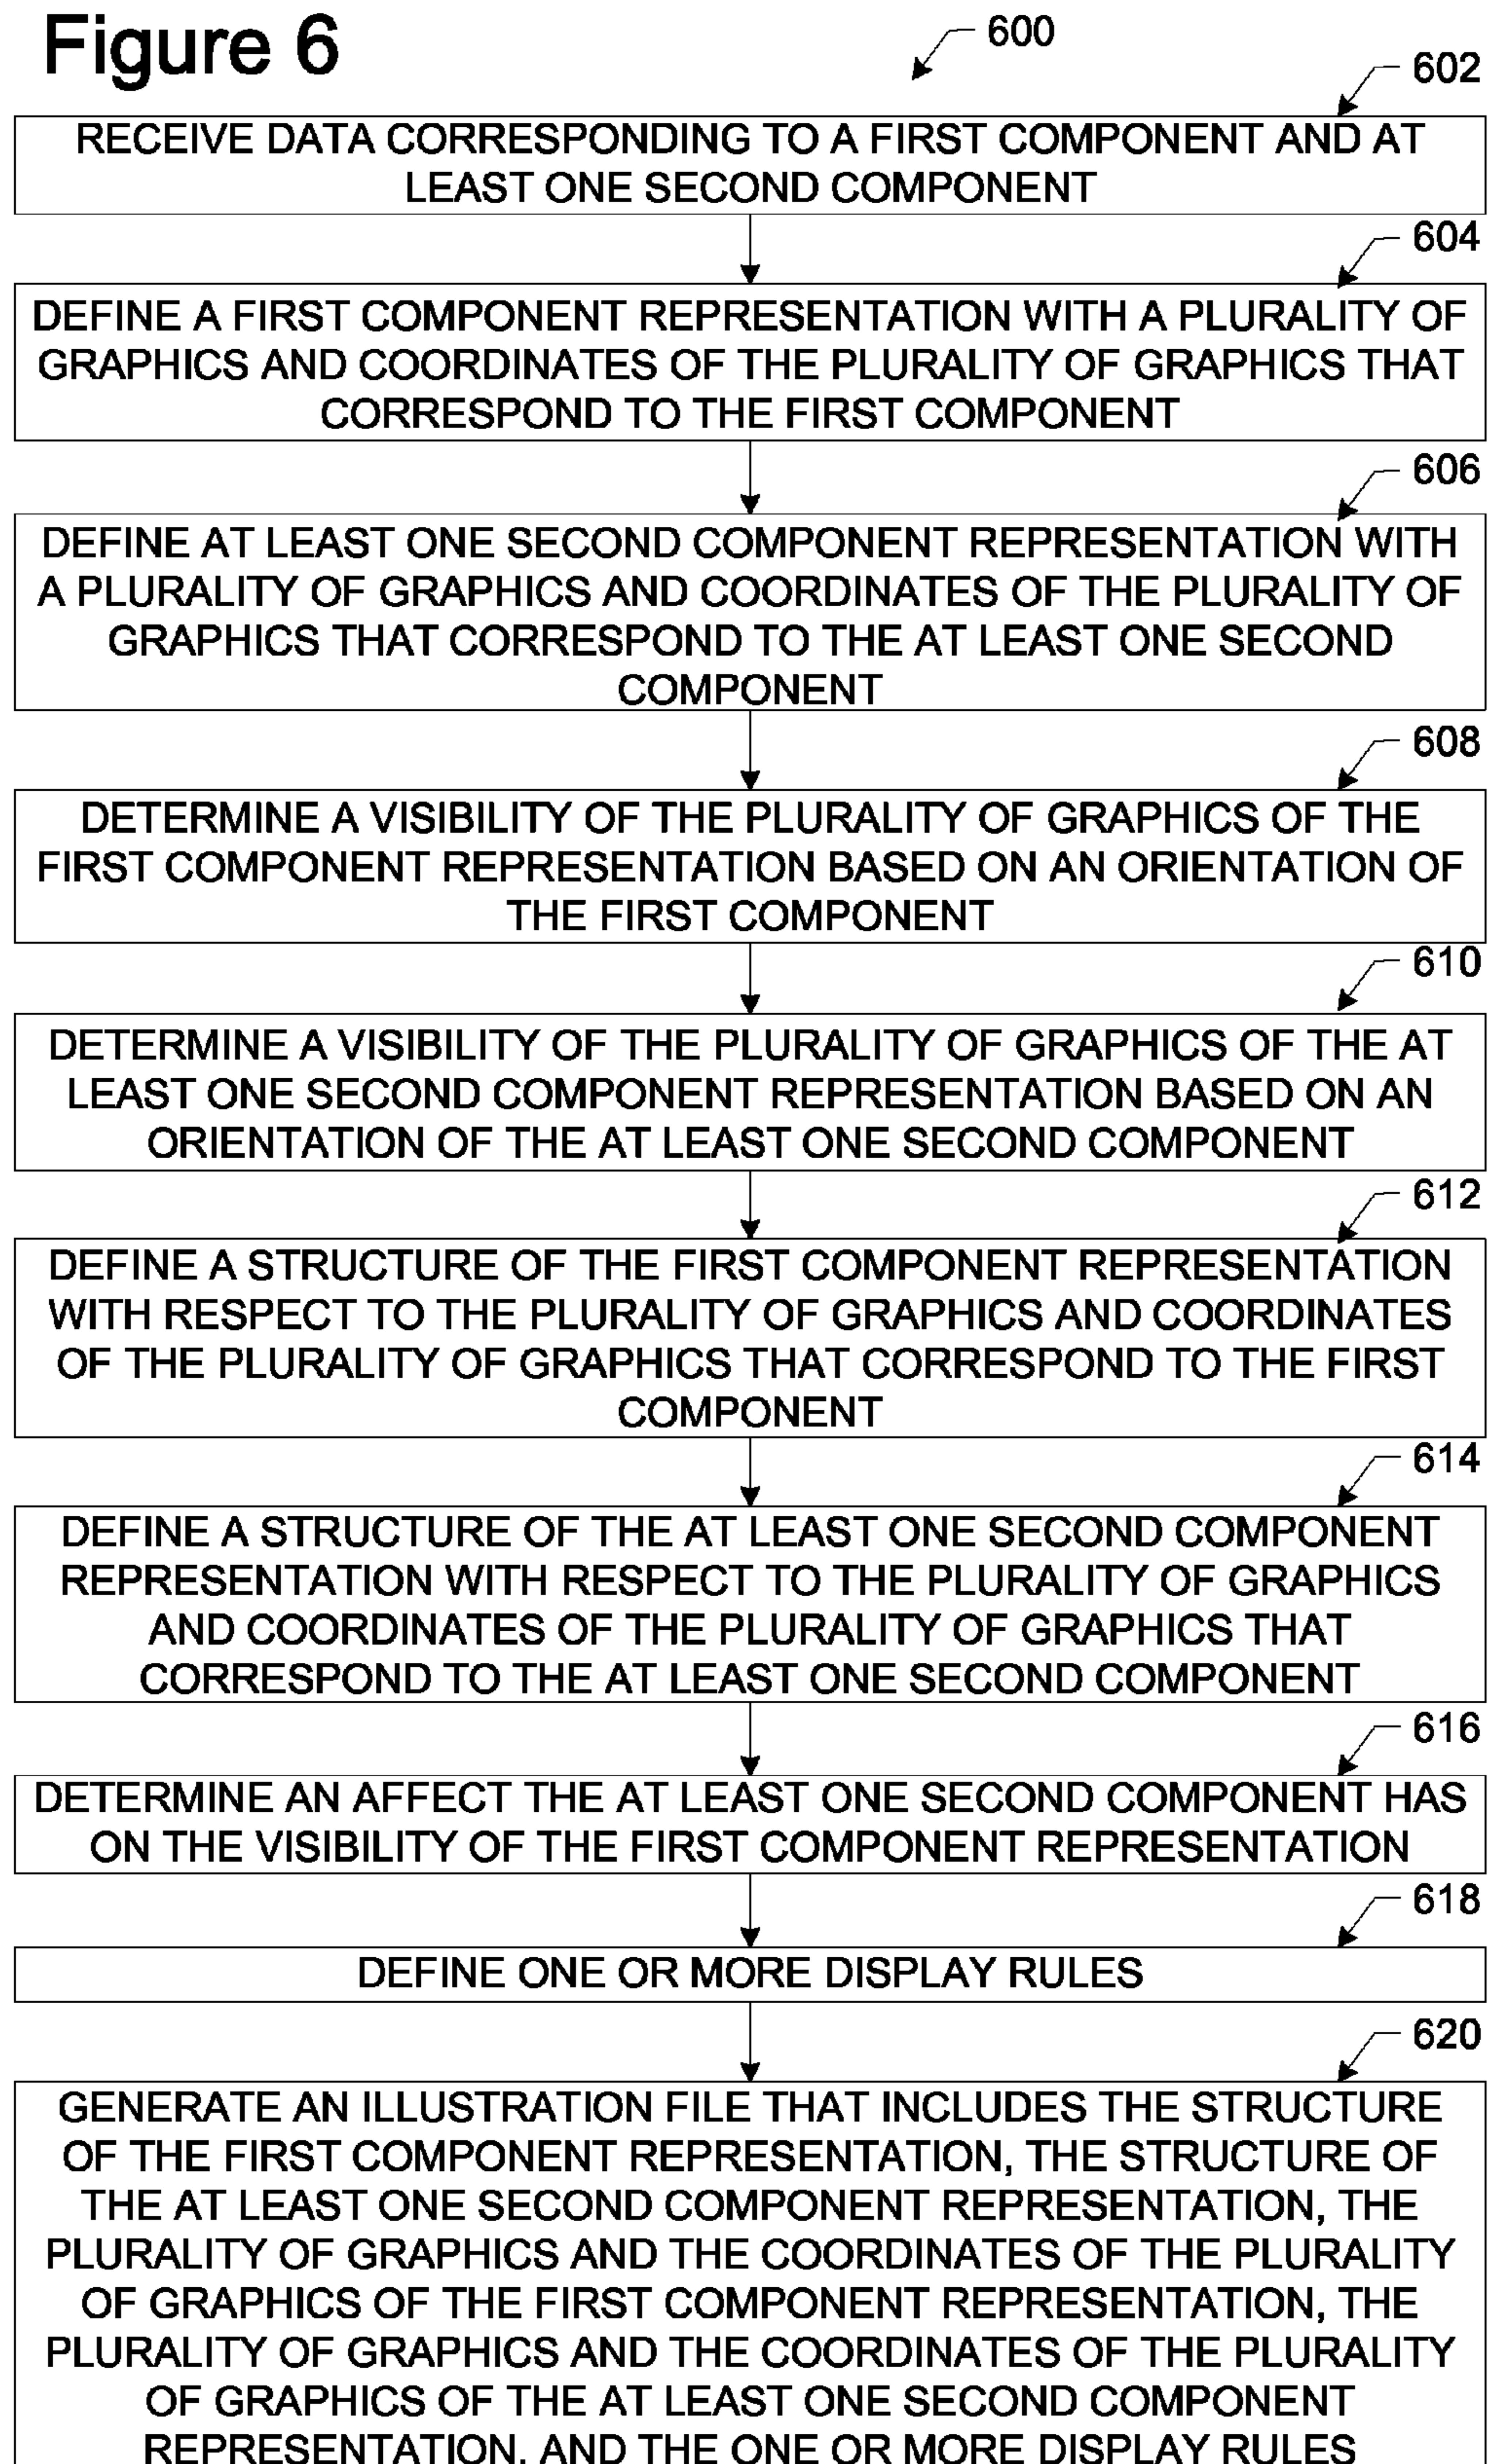 Figure 6
600
602
RECEIVE DATA CORRESPONDING TO A FIRST COMPONENT AND AT
LEAST ONE SECOND COMPONENT
604
DEFINE A FIRST COMPONENT REPRESENTATION WITH A PLURALITY OF
GRAPHICS AND COORDINATES OF THE PLURALITY OF GRAPHICS THAT
CORRESPOND TO THE FIRST COMPONENT
606
DEFINE AT LEAST ONE SECOND COMPONENT REPRESENTATION WITH
A PLURALITY OF GRAPHICS AND COORDINATES OF THE PLURALITY OF
GRAPHICS THAT CORRESPOND TO THE AT LEAST ONE SECOND
COMPONENT
608
DETERMINE A VISIBILITY OF THE PLURALITY OF GRAPHICS OF THE
FIRST COMPONENT REPRESENTATION BASED ON AN ORIENTATION OF
THE FIRST COMPONENT
610
DETERMINE A VISIBILITY OF THE PLURALITY OF GRAPHICS OF THE AT
LEAST ONE SECOND COMPONENT REPRESENTATION BASED ON AN
ORIENTATION OF THE AT LEAST ONE SECOND COMPONENT
612
DEFINE A STRUCTURE OF THE FIRST COMPONENT REPRESENTATION
WITH RESPECT TO THE PLURALITY OF GRAPHICS AND COORDINATES
OF THE PLURALITY OF GRAPHICS THAT CORRESPOND TO THE FIRST
COMPONENT
614
DEFINE A STRUCTURE OF THE AT LEAST ONE SECOND COMPONENT
REPRESENTATION WITH RESPECT TO THE PLURALITY OF GRAPHICS
AND COORDINATES OF THE PLURALITY OF GRAPHICS THAT
CORRESPOND TO THE AT LEAST ONE SECOND COMPONENT
616
DETERMINE AN AFFECT THE AT LEAST ONE SECOND COMPONENT HAS
ON THE VISIBILITY OF THE FIRST COMPONENT REPRESENTATION
618
DEFINE ONE OR MORE DISPLAY RULES
620
GENERATE AN ILLUSTRATION FILE THAT INCLUDES THE STRUCTURE
OF THE FIRST COMPONENT REPRESENTATION, THE STRUCTURE OF
THE AT LEAST ONE SECOND COMPONENT REPRESENTATION, THE
PLURALITY OF GRAPHICS AND THE COORDINATES OF THE PLURALITY
OF GRAPHICS OF THE FIRST COMPONENT REPRESENTATION, THE
PLURALITY OF GRAPHICS AND THE COORDINATES OF THE PLURALITY
OF GRAPHICS OF THE AT LEAST ONE SECOND COMPONENT
REPRESENTATION, AND THE ONE OR MORE DISPLAY RULES